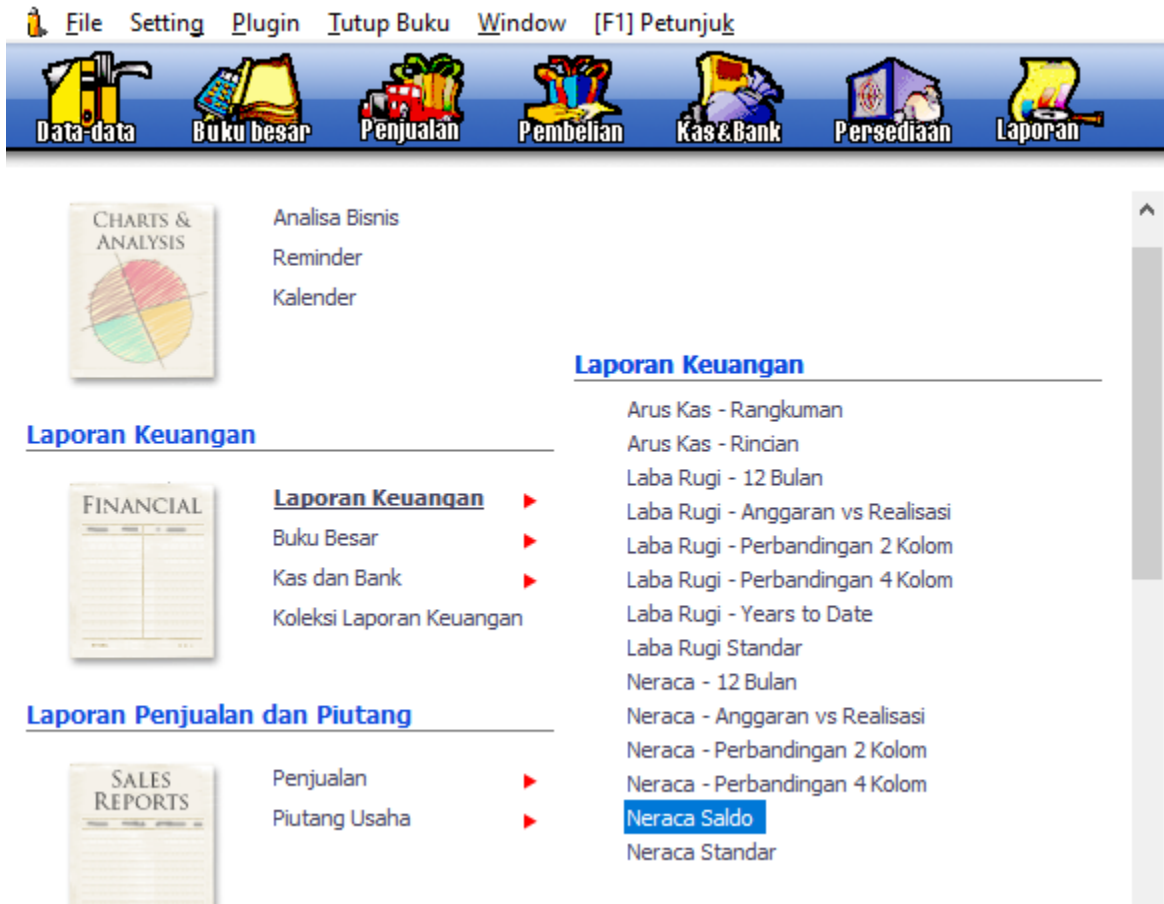 File Setting Plugin Tutup Buku Window [F1] Petunjuk
Data-data Buku besar Penjualan Pembelian Kas&Bank Persediaan Laporan
CHARTS &
ANALYSIS
Analisa Bisnis
Reminder
Kalender
Laporan Keuangan
FINANCIAL
Laporan Keuangan
Buku Besar
Kas dan Bank
Koleksi Laporan Keuangan
Laporan Penjualan dan Piutang
SALES
REPORTS
Penjualan
Piutang Usaha
Laporan Keuangan
Arus Kas - Rangkuman
Arus Kas - Rincian
Laba Rugi - 12 Bulan
Laba Rugi - Anggaran vs Realisasi
Laba Rugi - Perbandingan 2 Kolom
Laba Rugi - Perbandingan 4 Kolom
Laba Rugi - Years to Date
Laba Rugi Standar
Neraca - 12 Bulan
Neraca - Anggaran vs Realisasi
Neraca - Perbandingan 2 Kolom
Neraca - Perbandingan 4 Kolom
Neraca Saldo
Neraca Standar